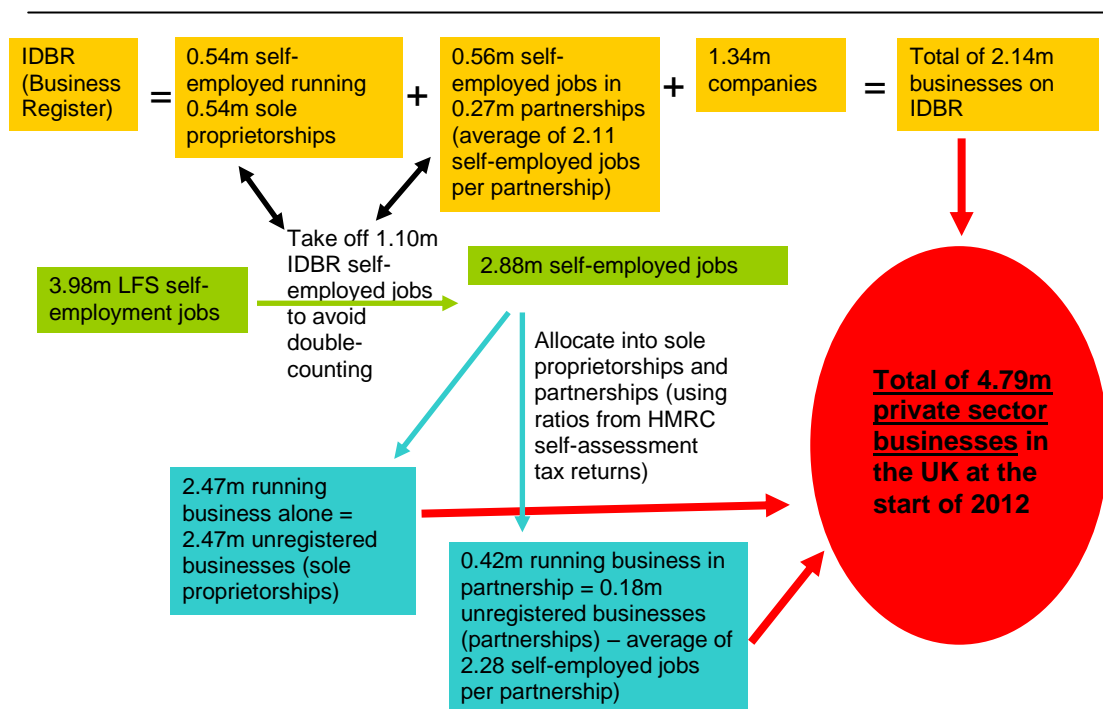 IDBR
(Business
Register)
=
0.54m self-
employed running
0.54m sole
proprietorships
+
0.56m self-
employed jobs in
0.27m partnerships
(average of 2.11
self-employed jobs
per partnership)
+
1.34m
companies
=
Total of 2.14m
businesses on
IDBR
Take off 1.10m
IDBR self-
employed jobs
to avoid
double-
counting
3.98m LFS self-
employment jobs
2.88m self-employed jobs
Allocate into sole
proprietorships and
partnerships (using
ratios from HMRC
self-assessment
tax returns)
2.47m running
business alone =
2.47m unregistered
businesses (sole
proprietorships)
0.42m running business in
partnership = 0.18m
unregistered businesses
(partnerships) – average of
2.28 self-employed jobs
per partnership)
Total of 4.79m
private sector
businesses in
the UK at the
start of 2012